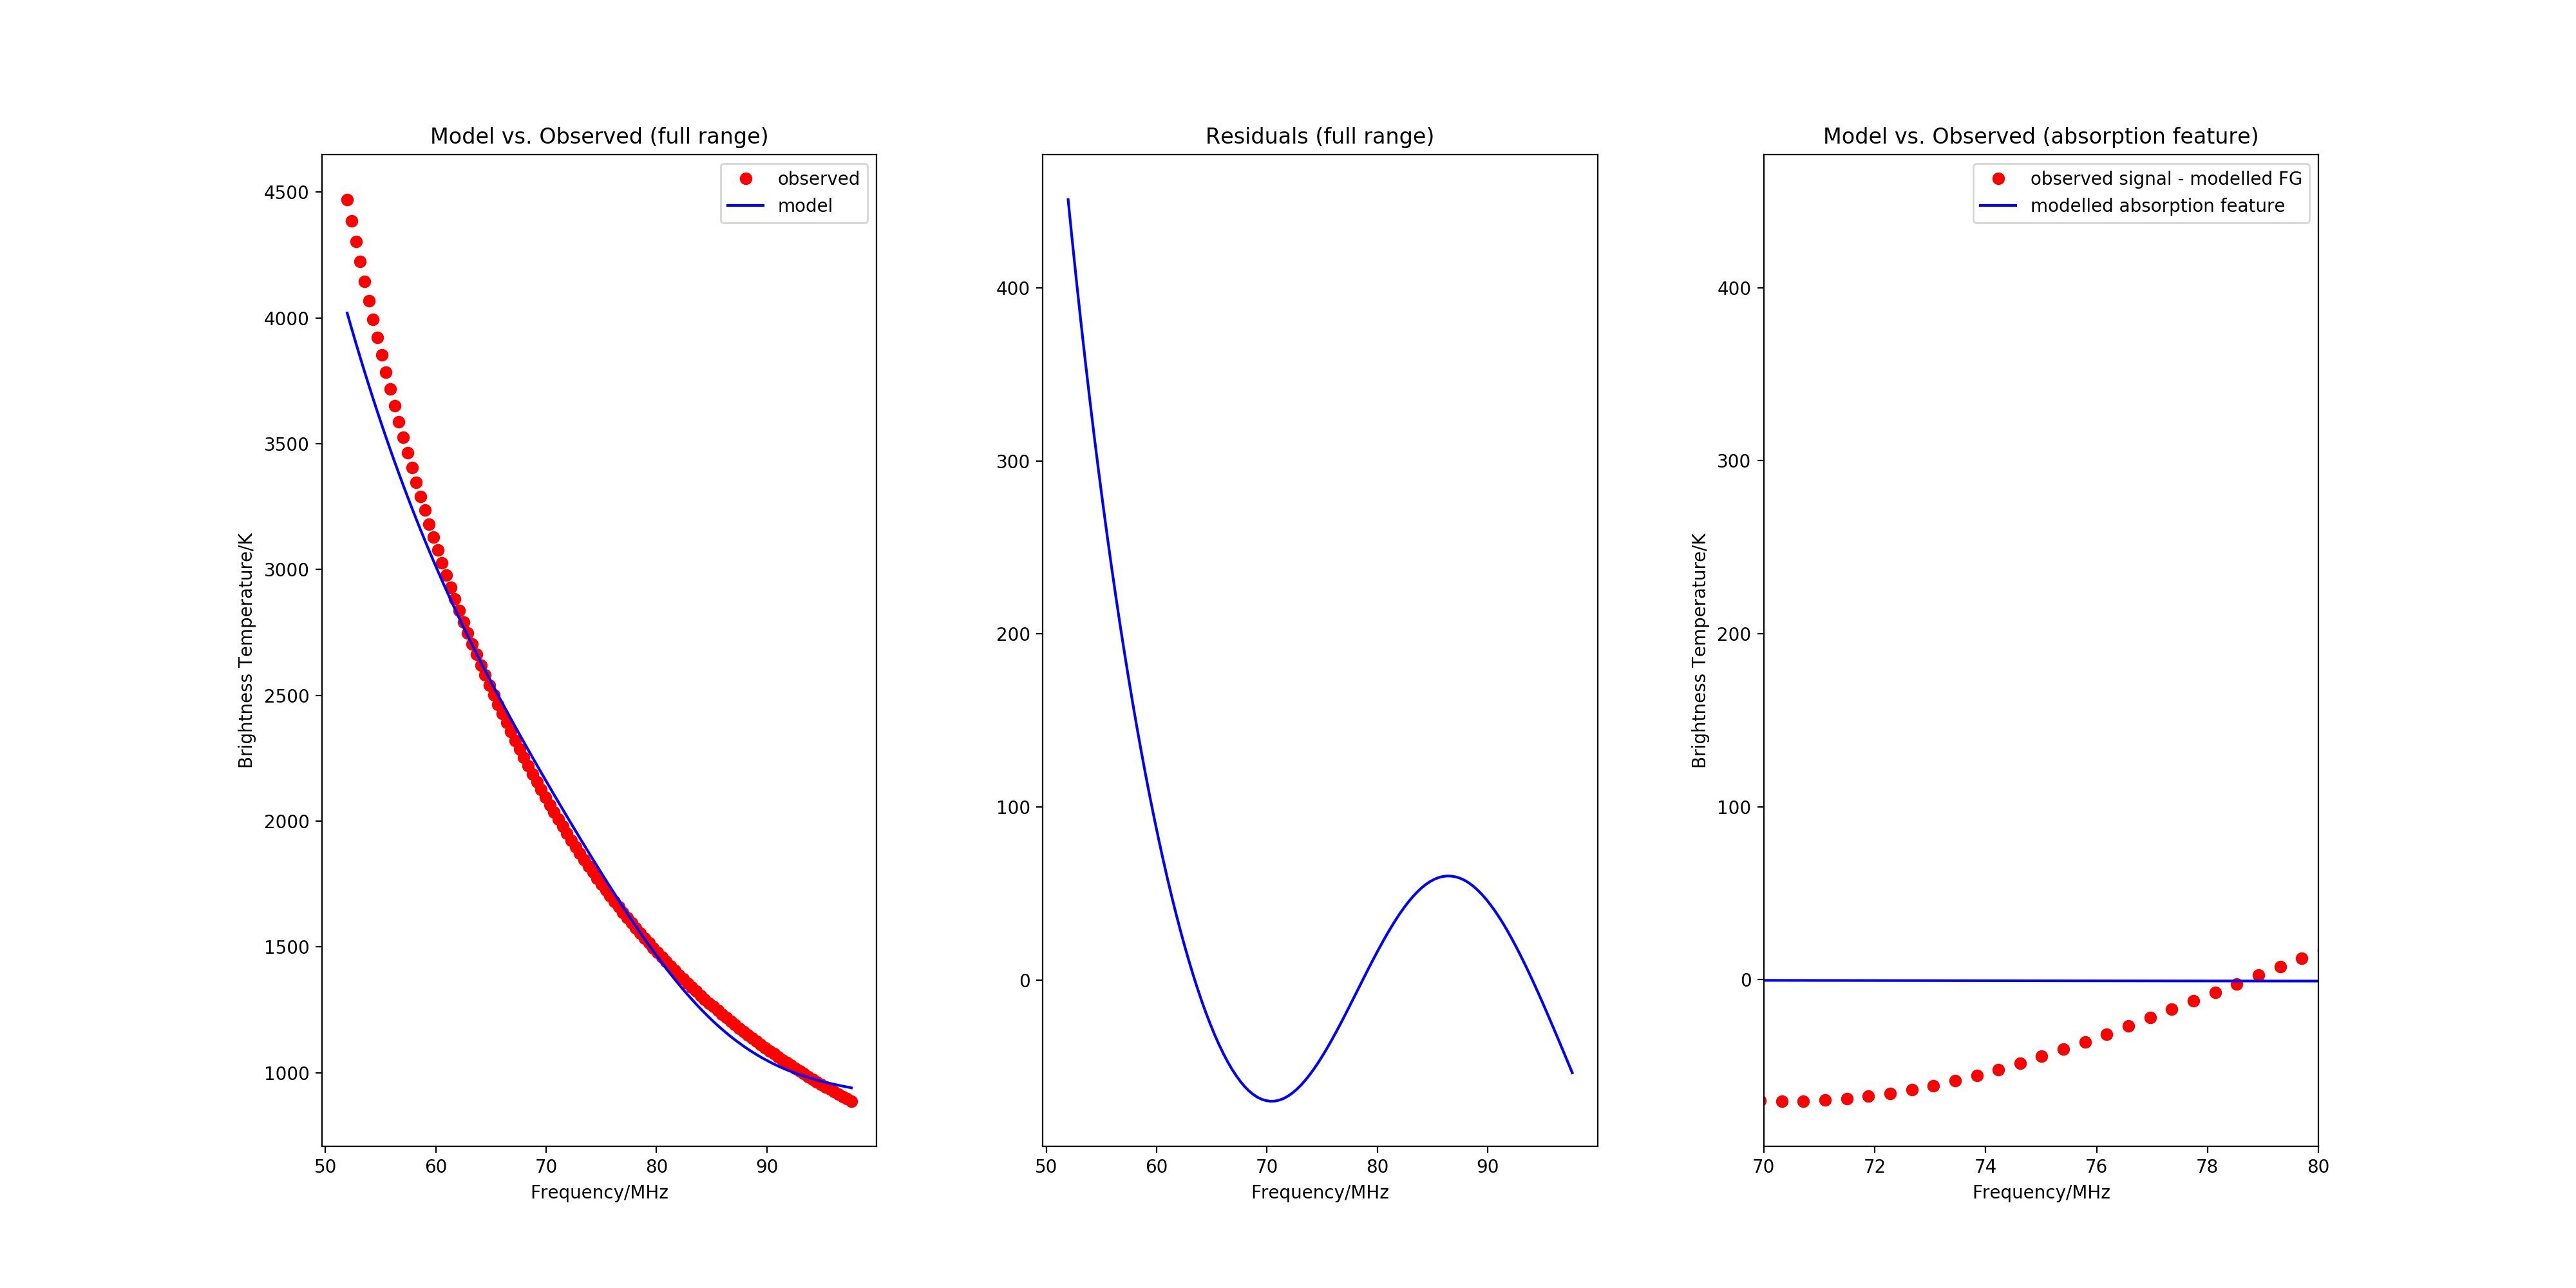 Model vs. Observed (full range)
observed
model
4500
4000
3500
3000
2500
2000
1500
1000
Brightness Temperature/K
50 60 70 80 90
Frequency/MHz
Residuals (full range)
400
300
200
100
0
50 60 70 80 90
Frequency/MHz
Model vs. Observed (absorption feature)
observed signal - modelled FG
modelled absorption feature
400
300
200
100
0
Brightness Temperature/K
70 72 74 76 78 80
Frequency/MHz